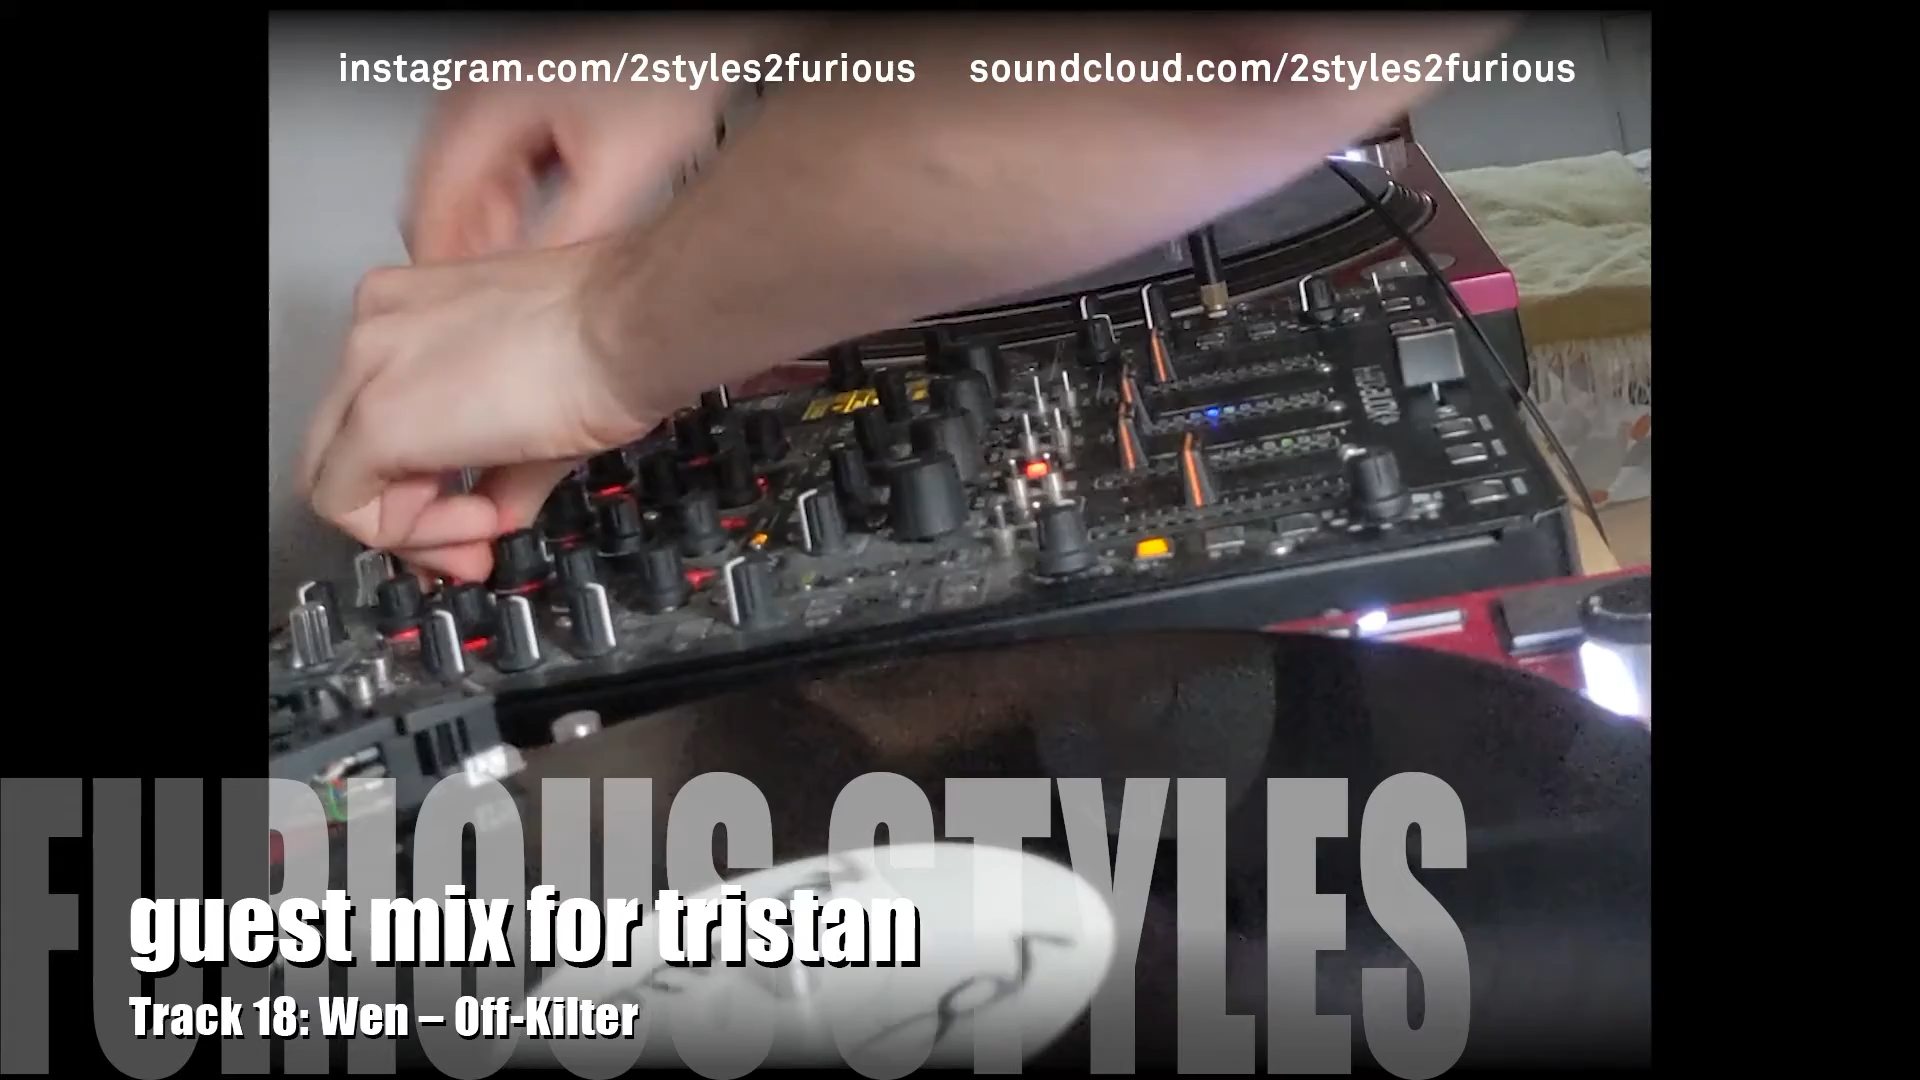 instagram.com/2styles2furious soundcloud.com/2styles2furious
FURIOUS STYLES
guest mix for tristan
Track 18: Wen – Off-Kilter